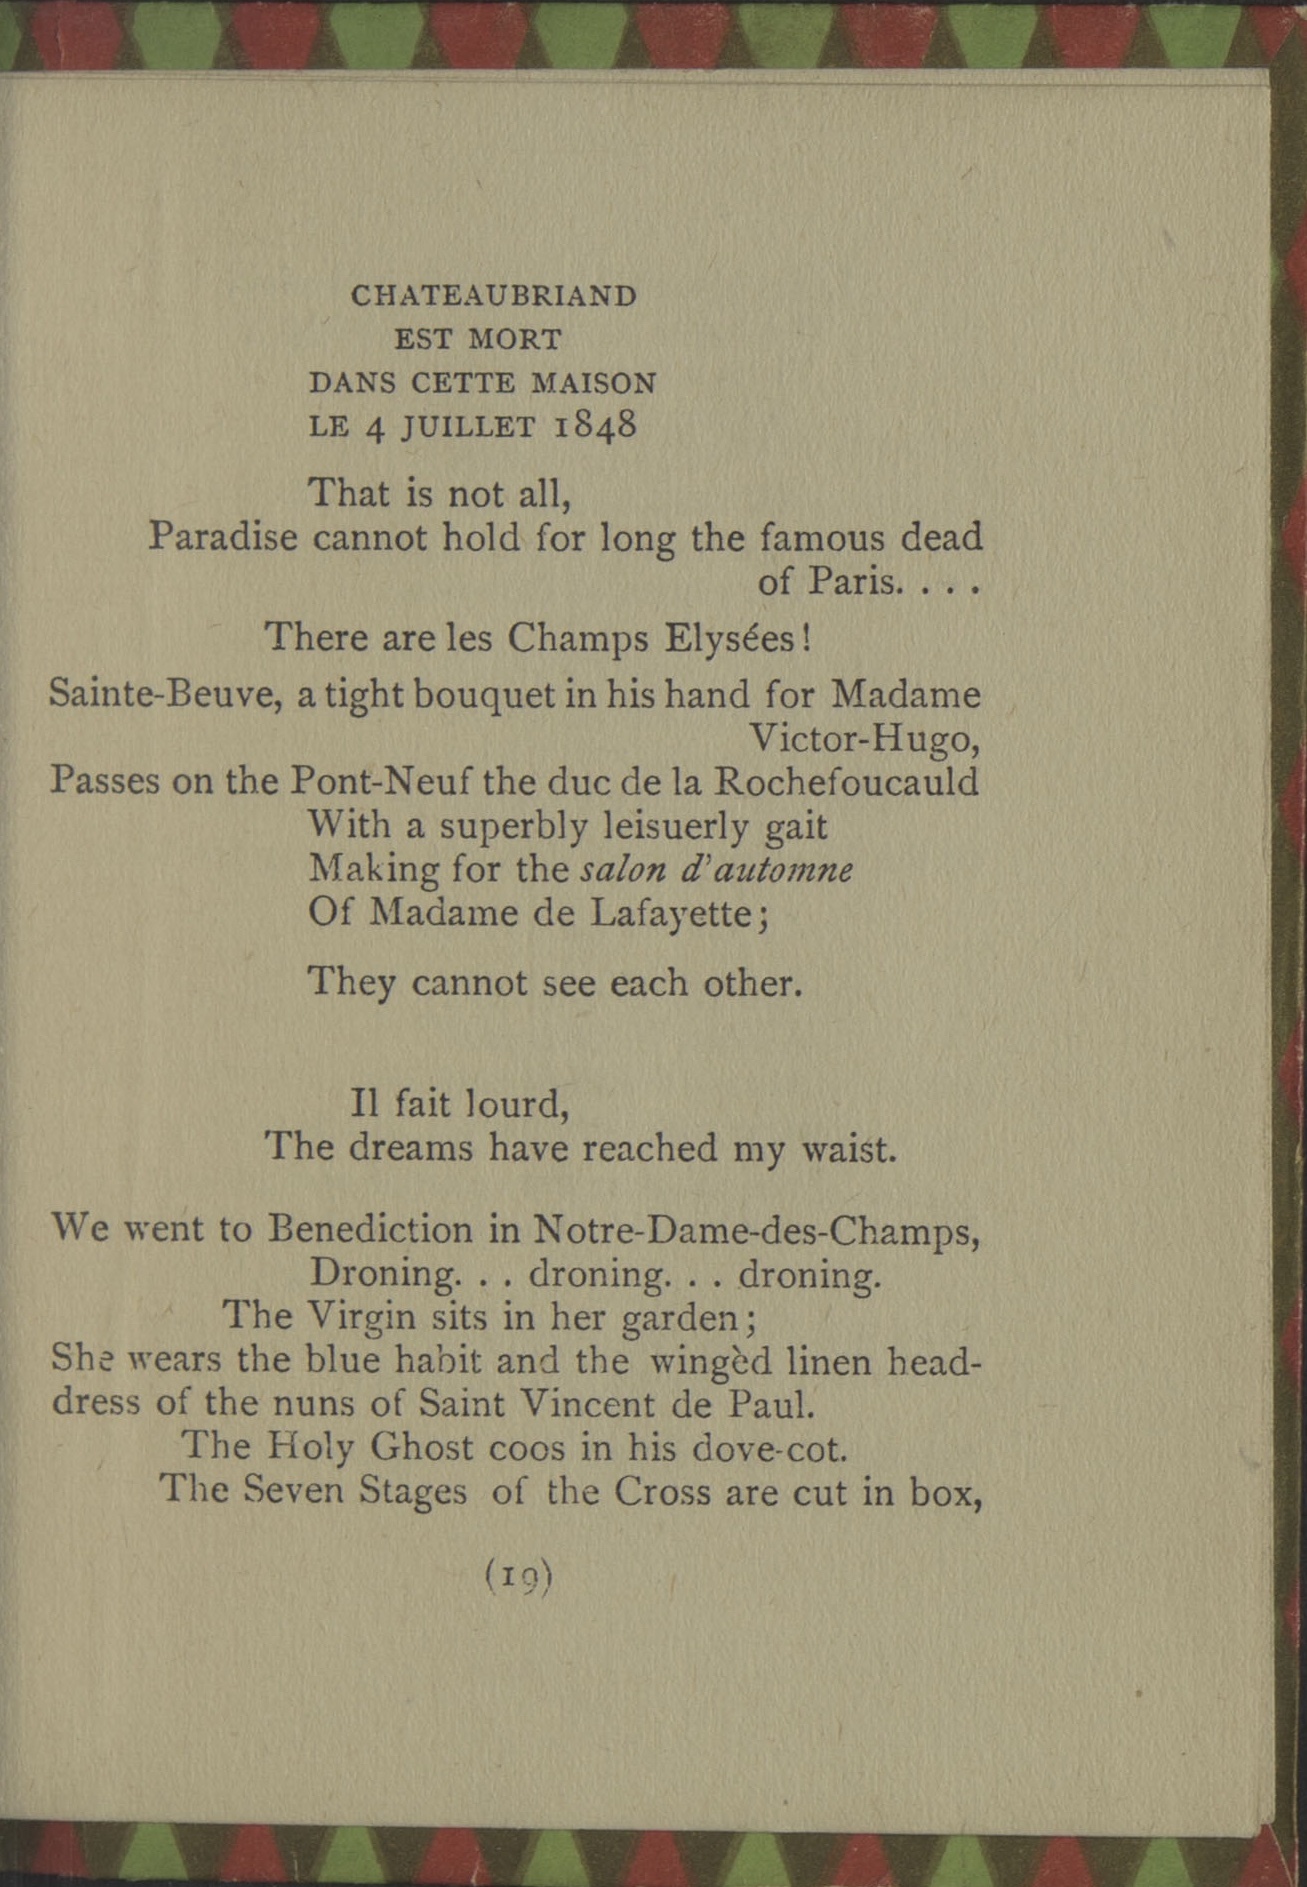 CHATEAUBRIAND
EST MORT
DANS CETTE MAISON
LE 4 JUILLET 1848
That is not all,
Paradise cannot hold for long the famous dead
of Paris. . . .
There are les Champs Elysées!
Sainte-Beuve, a tight bouquet in his hand for Madame
Victor-Hugo,
Passes on the Pont-Neuf the duc de la Rochefoucauld
With a superbly leisuerly gait
Making for the salon d'automne
Of Madame de Lafayette;
They cannot see each other.
Il fait lourd,
The dreams have reached my waist.
We went to Benediction in Notre-Dame-des-Champs,
Droning. . . droning. . . droning.
The Virgin sits in her garden;
She wears the blue habit and the wingèd linen head-
dress of the nuns of Saint Vincent de Paul.
The Holy Ghost coos in his dove-cot.
The Seven Stages of the Cross are cut in box,
(19)